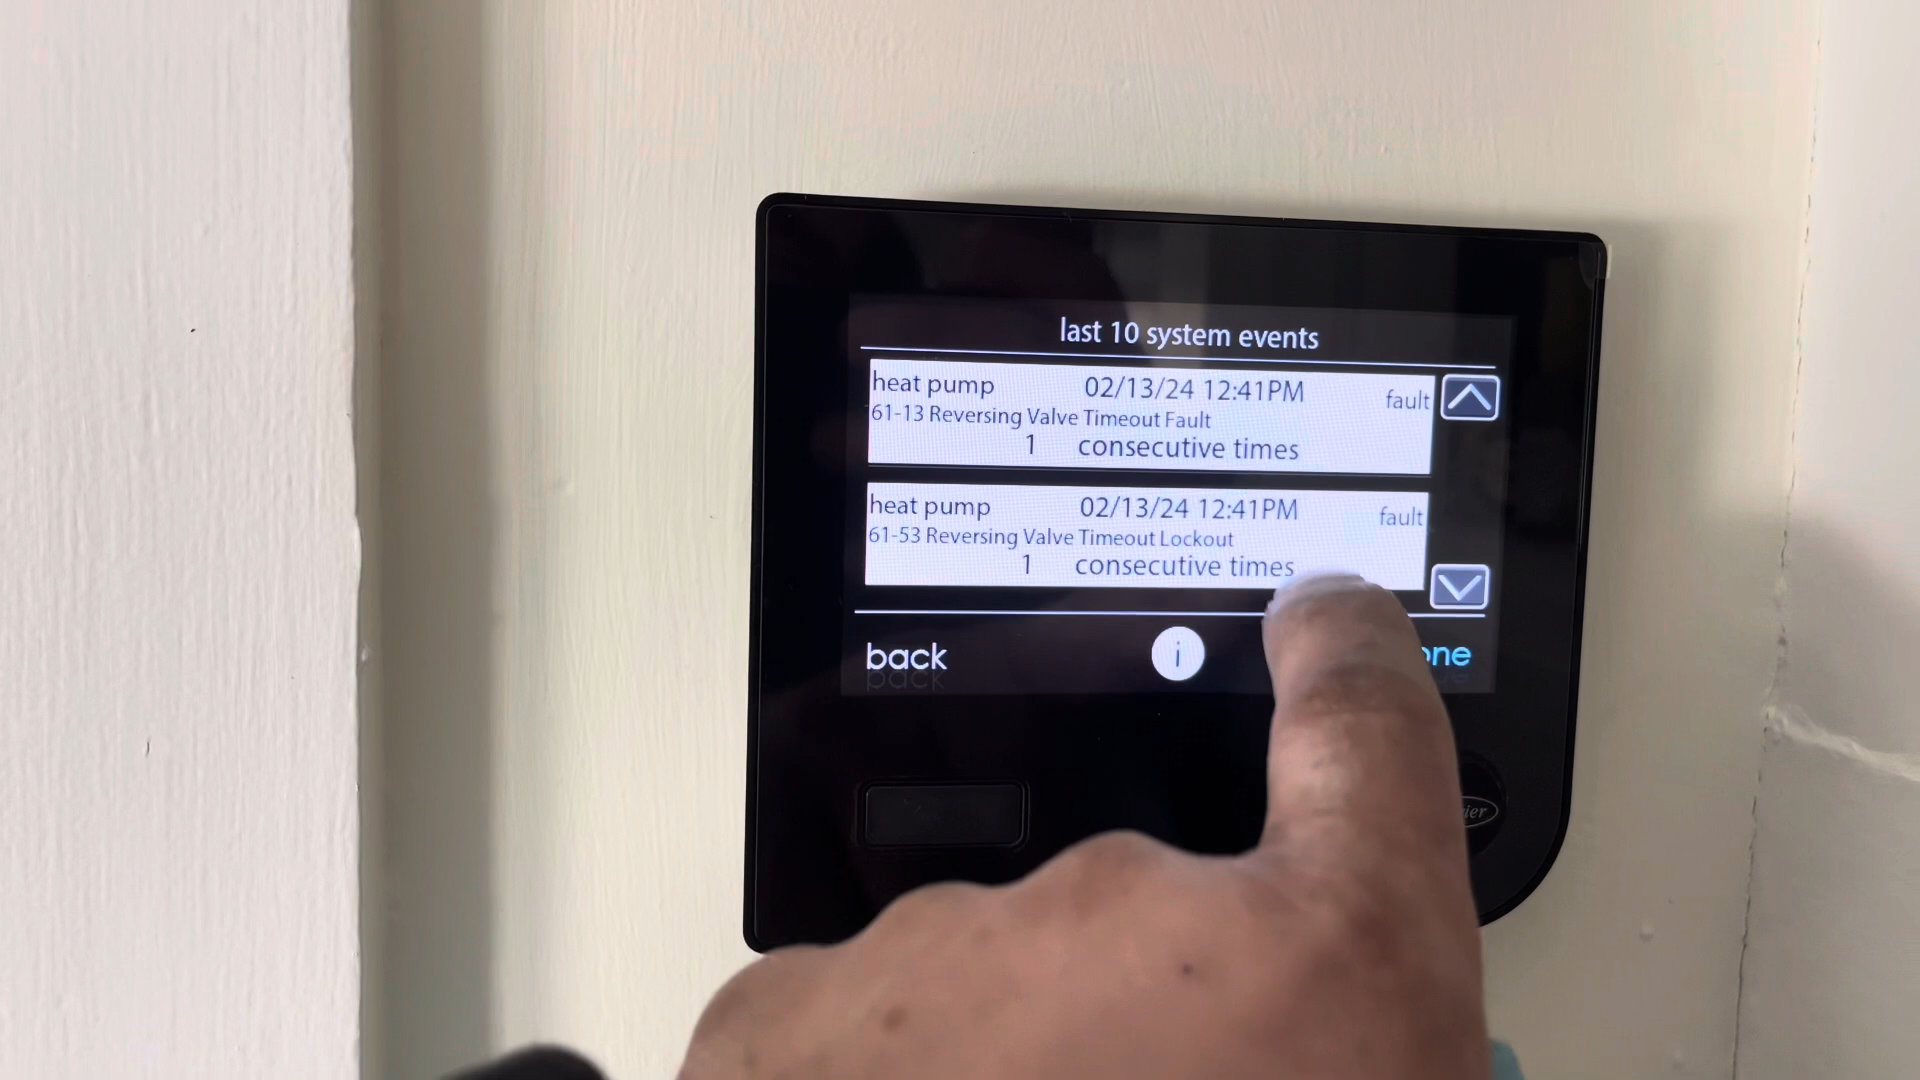 last 10 system events
heat pump 02/13/24 12:41PM fault
61-13 Reversing Valve Timeout Fault
1 consecutive times
heat pump 02/13/24 12:41PM fault
61-53 Reversing Valve Timeout Lockout
1 consecutive times
back i